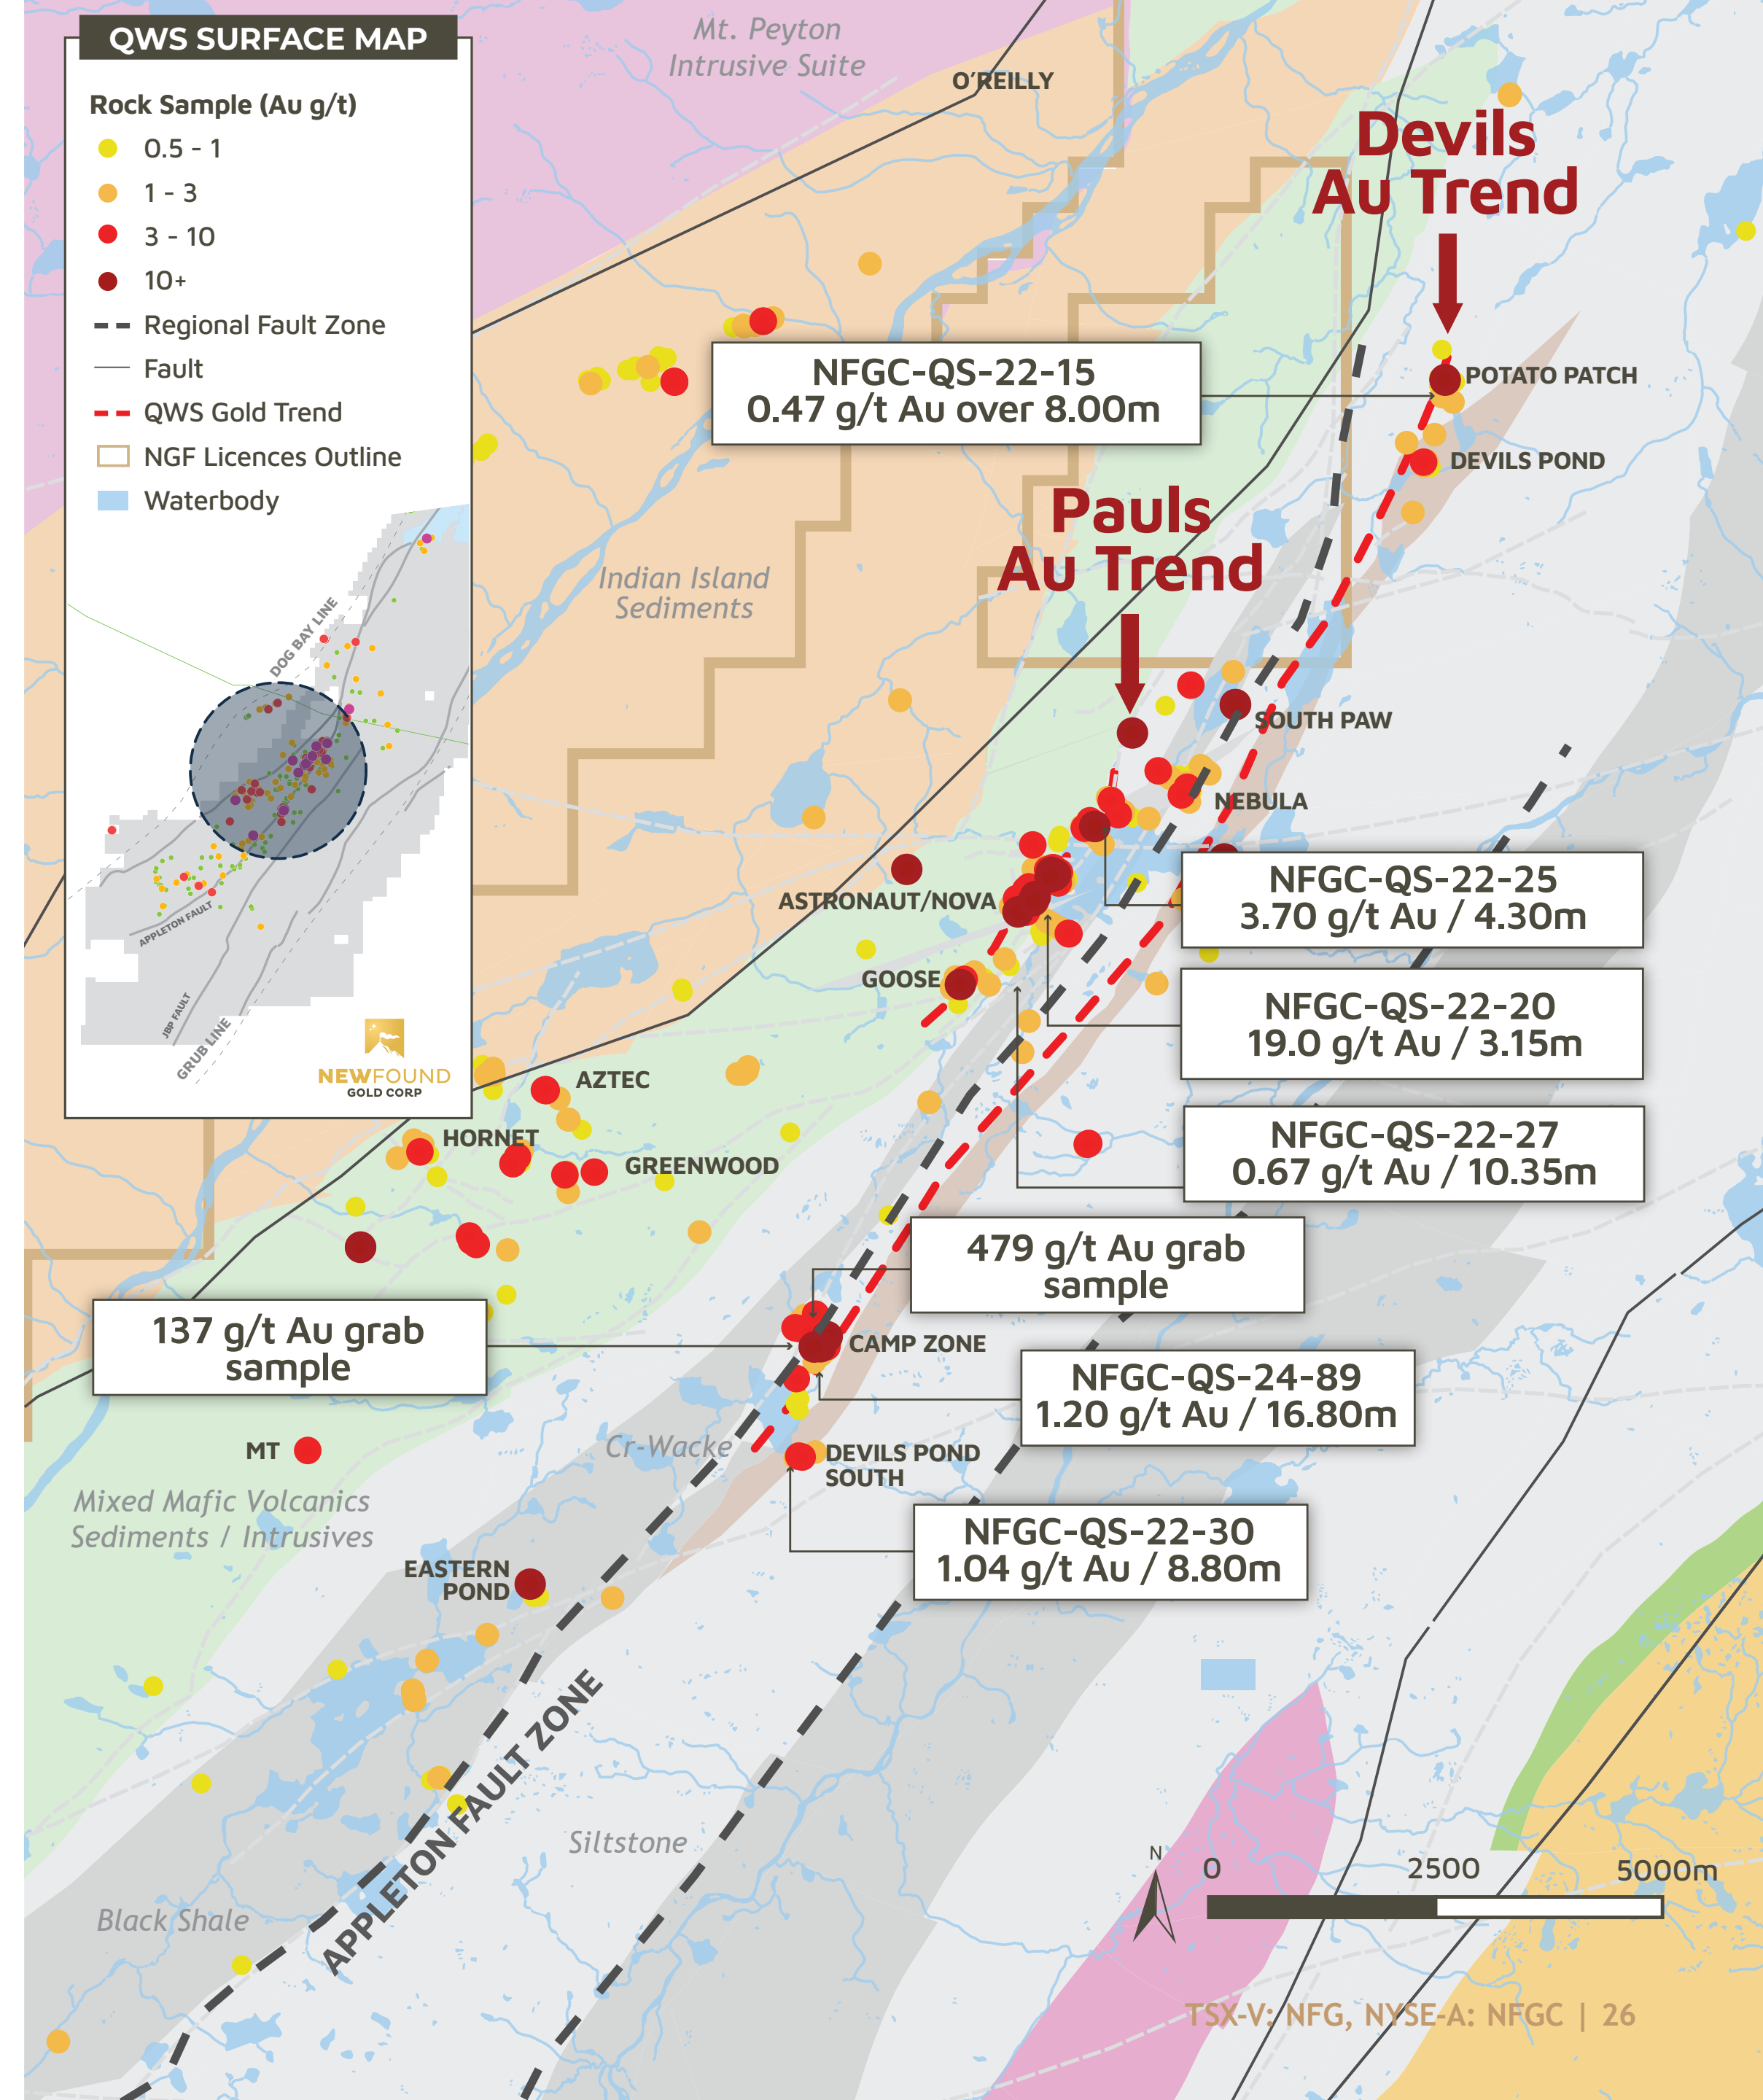 QWS SURFACE MAP
Rock Sample (Au g/t)
0.5 - 1
1 - 3
3 - 10
10+
Regional Fault Zone
Fault
QWS Gold Trend
NGF Licences Outline
Waterbody
DOG BAY LINE
APPLETON FAULT
JBP FAULT
GRUB LINE
NEWFOUND
GOLD CORP
Mt. Peyton
Intrusive Suite
O'REILLY
Devils
Au Trend
NFGC-QS-22-15
0.47 g/t Au over 8.00m
POTATO PATCH
DEVILS POND
Pauls
Au Trend
Indian Island
Sediments
SOUTH PAW
NEBULA
ASTRONAUT/NOVA
NFGC-QS-22-25
3.70 g/t Au / 4.30m
GOOSE
NFGC-QS-22-20
19.0 g/t Au / 3.15m
AZTEC
HORNET
GREENWOOD
NFGC-QS-22-27
0.67 g/t Au / 10.35m
479 g/t Au grab
sample
137 g/t Au grab
sample
CAMP ZONE
NFGC-QS-24-89
1.20 g/t Au / 16.80m
MT
Cr-Wacke
DEVILS POND
SOUTH
Mixed Mafic Volcanics
Sediments / Intrusives
NFGC-QS-22-30
1.04 g/t Au / 8.80m
EASTERN
POND
APPLETON FAULT ZONE
Siltstone
Black Shale
N
0 2500 5000m
TSX-V: NFG, NYSE-A: NFGC | 26